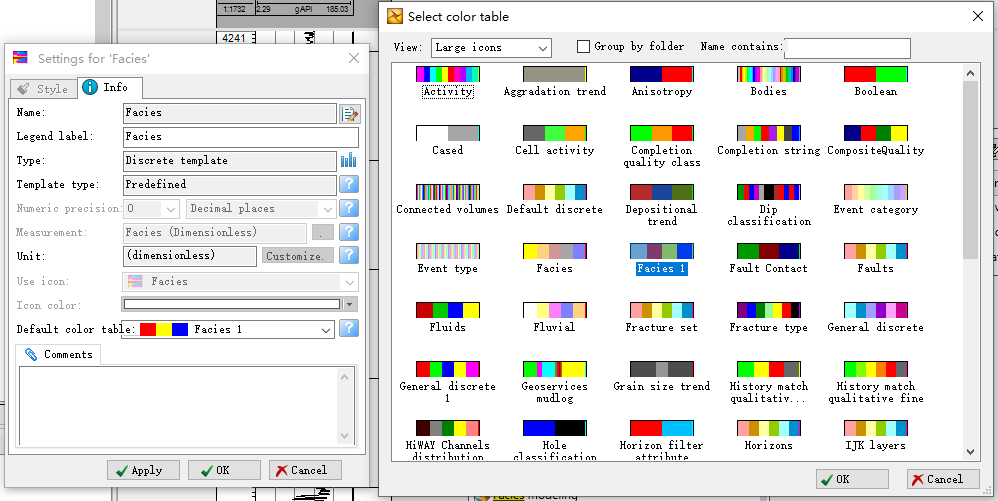 1:1732 2.29 gAPI 185.03
4241
Settings for 'Facies'
Style
Info
Name:
Facies
Legend label:
Facies
Type:
Discrete template
Template type:
Predefined
Numeric precision:
0
Decimal places
Measurement:
Facies (Dimensionless)
.
Unit:
(dimensionless)
Customize.
Use icon:
Facies
Icon color:
Default color table:
Facies 1
Comments
Apply
OK
Cancel
Select color table
View:
Large icons
Group by folder
Name contains:
Activity
Aggradation trend
Anisotropy
Bodies
Boolean
Cased
Cell activity
Completion
quality class
Completion string
CompositeQuality
Connected volumes
Default discrete
Depositional
trend
Dip
classification
Event category
Event type
Facies
Facies 1
Fault Contact
Faults
Fluids
Fluvial
Fracture set
Fracture type
General discrete
General discrete
1
Geoservices
mudlog
Grain size trend
History match
qualitativ...
History match
qualitative fine
HiWAY Channels
distribution
Hole
classification
Horizon filter
attribute
Horizons
IJK layers
OK
Cancel
Facies modeling